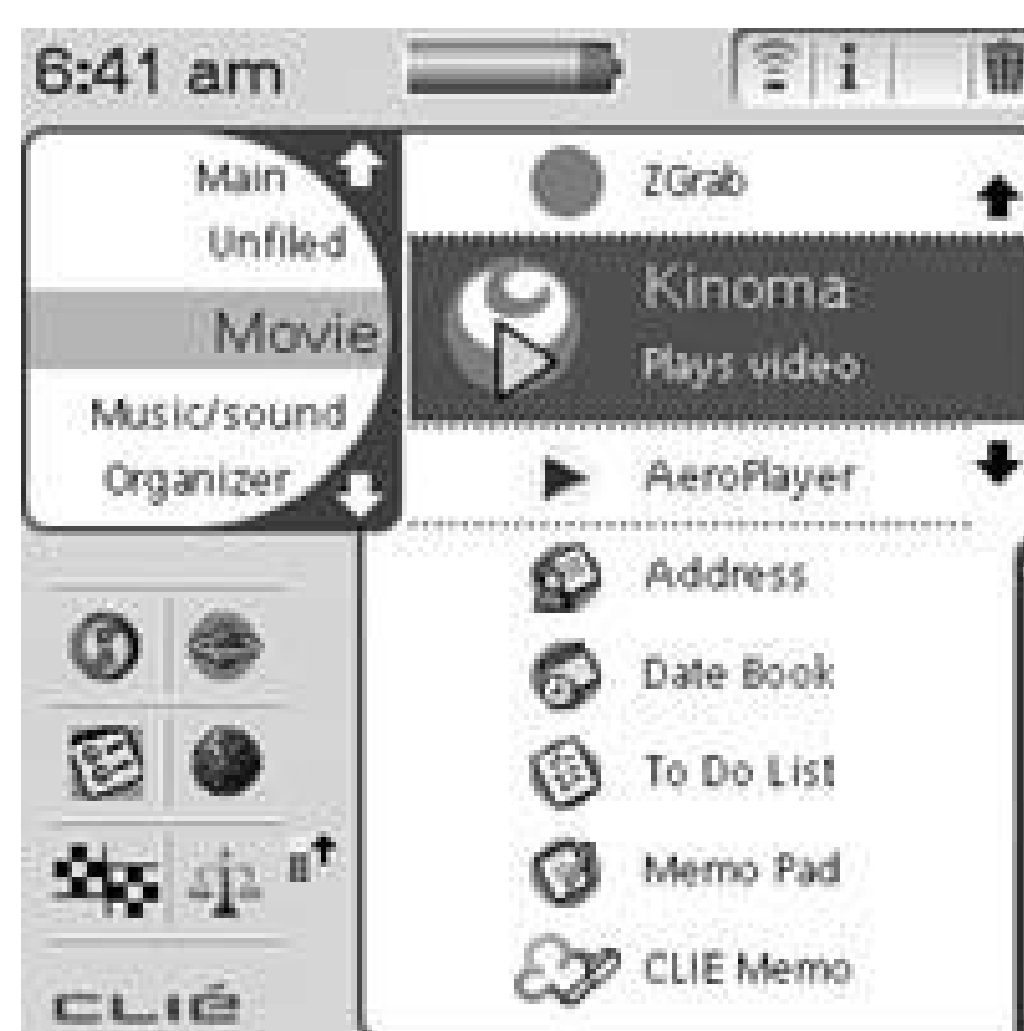 6:41 am
i
Main
Unfiled
Movie
Music/sound
Organizer
ZGrab
Kinoma
Plays video
AeroPlayer
Address
Date Book
To Do List
Memo Pad
CLIE Memo
CLIÉ